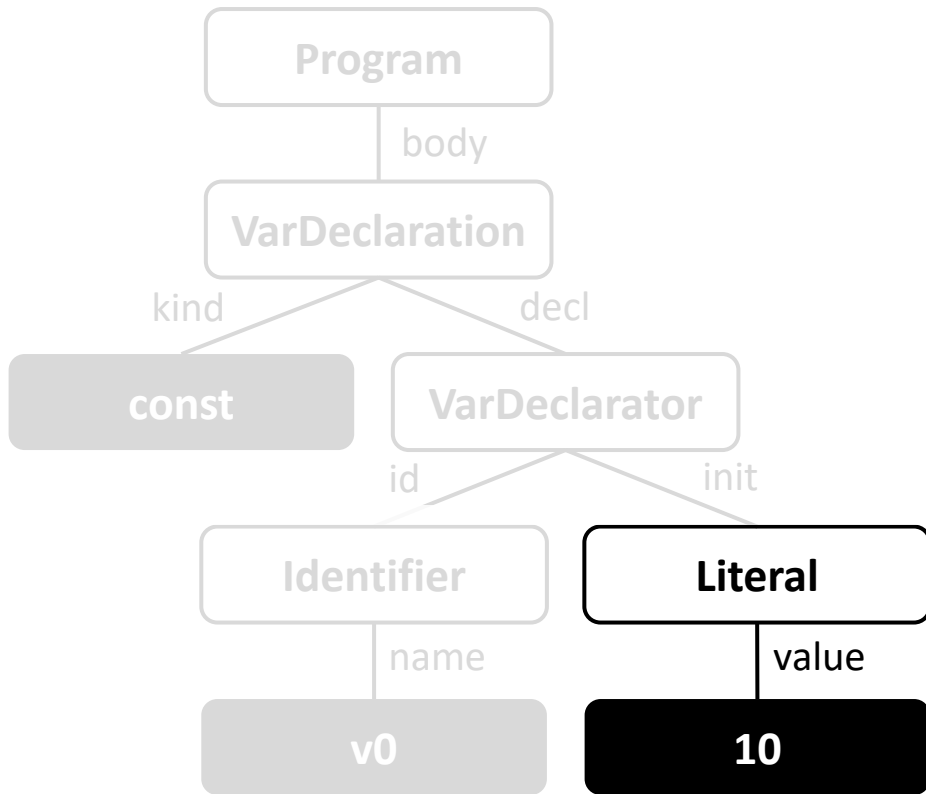 Program
body
VarDeclaration
kind
decl
const
VarDeclarator
id
init
Identifier
Literal
name
value
v0
10